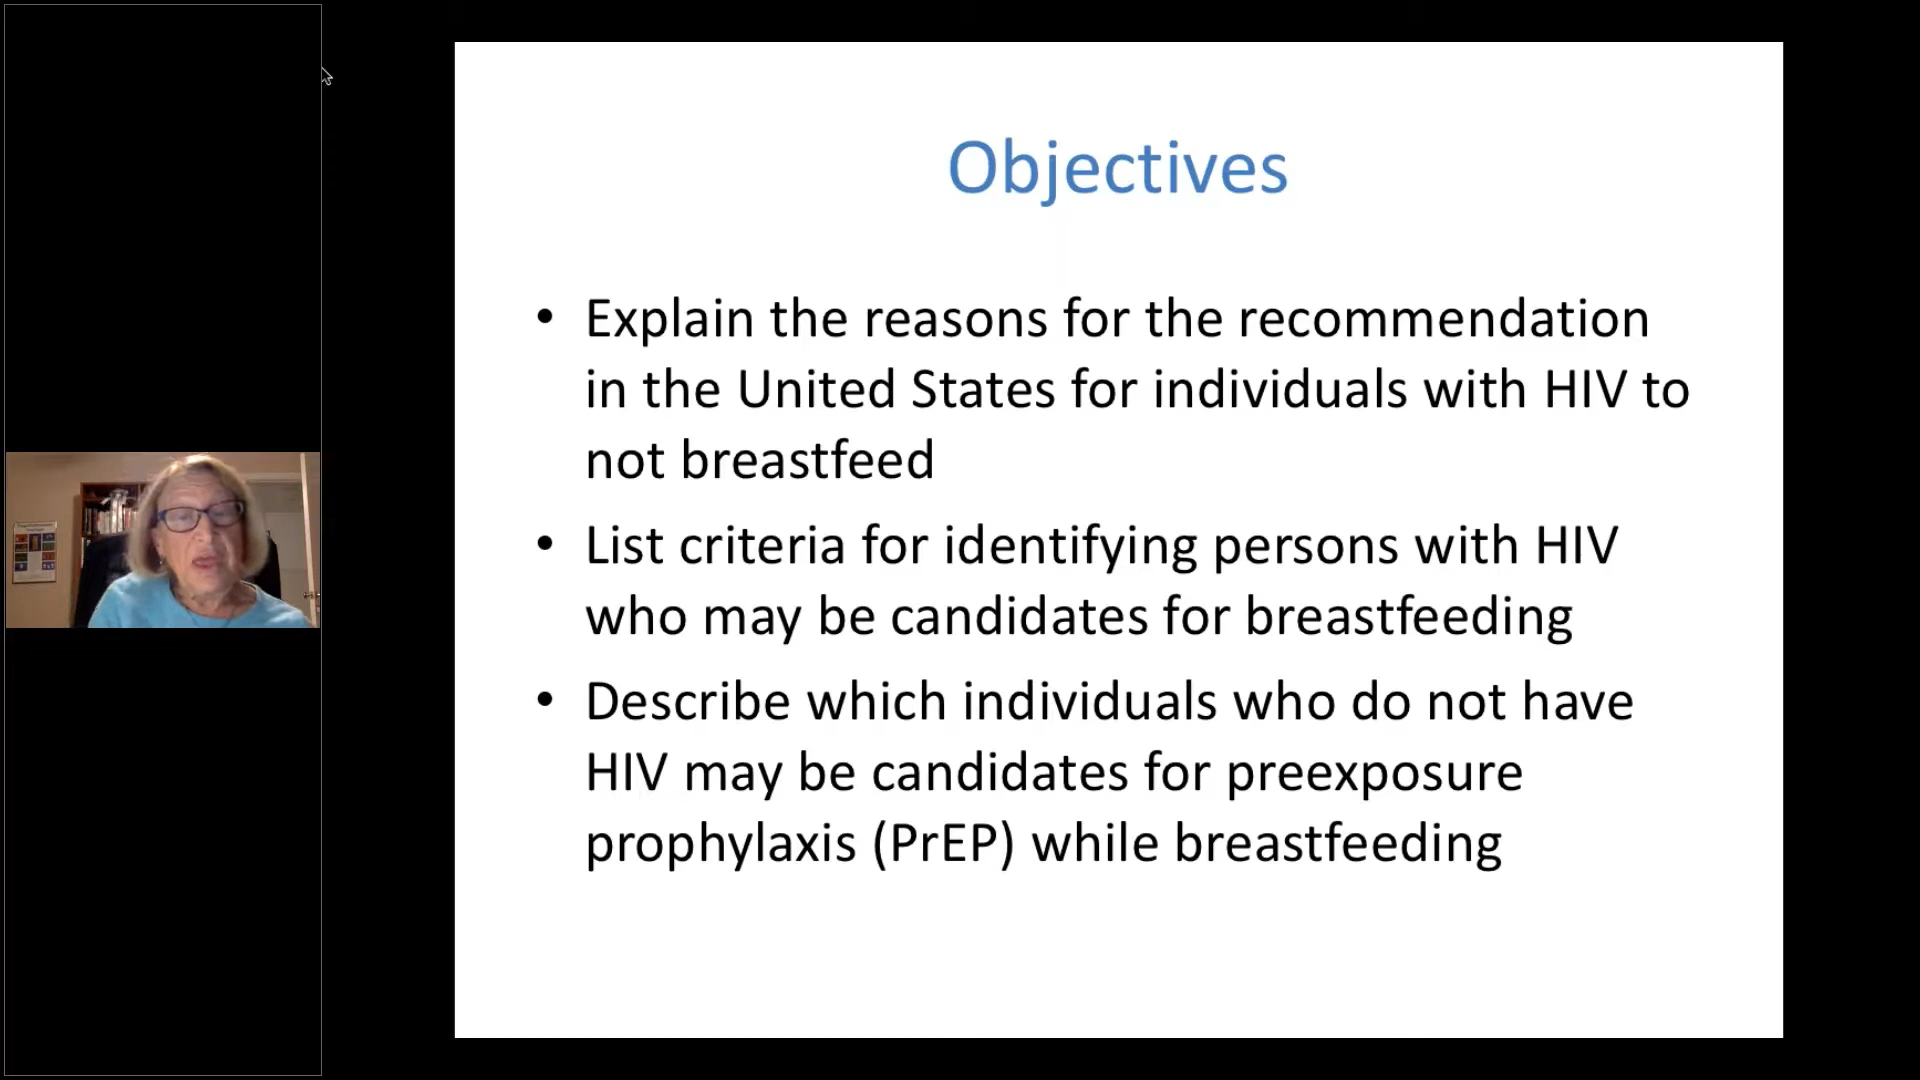 Objectives
• Explain the reasons for the recommendation
in the United States for individuals with HIV to
not breastfeed
• List criteria for identifying persons with HIV
who may be candidates for breastfeeding
• Describe which individuals who do not have
HIV may be candidates for preexposure
prophylaxis (PrEP) while breastfeeding